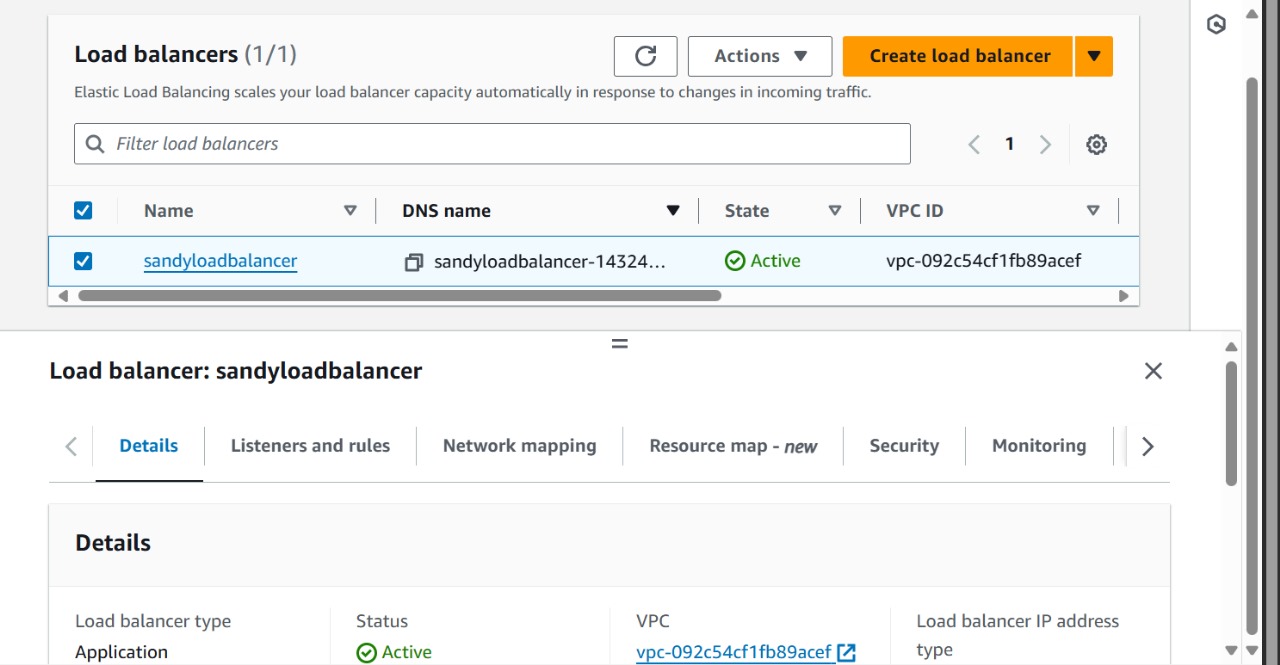 Load balancers (1/1)
Actions
Create load balancer
Elastic Load Balancing scales your load balancer capacity automatically in response to changes in incoming traffic.
Filter load balancers
1
Name DNS name State VPC ID
sandyloadbalancer sandyloadbalancer-14324... Active vpc-092c54cf1fb89acef
Load balancer: sandyloadbalancer
Details Listeners and rules Network mapping Resource map - new Security Monitoring
Details
Load balancer type Status VPC Load balancer IP address
Application Active vpc-092c54cf1fb89acef type